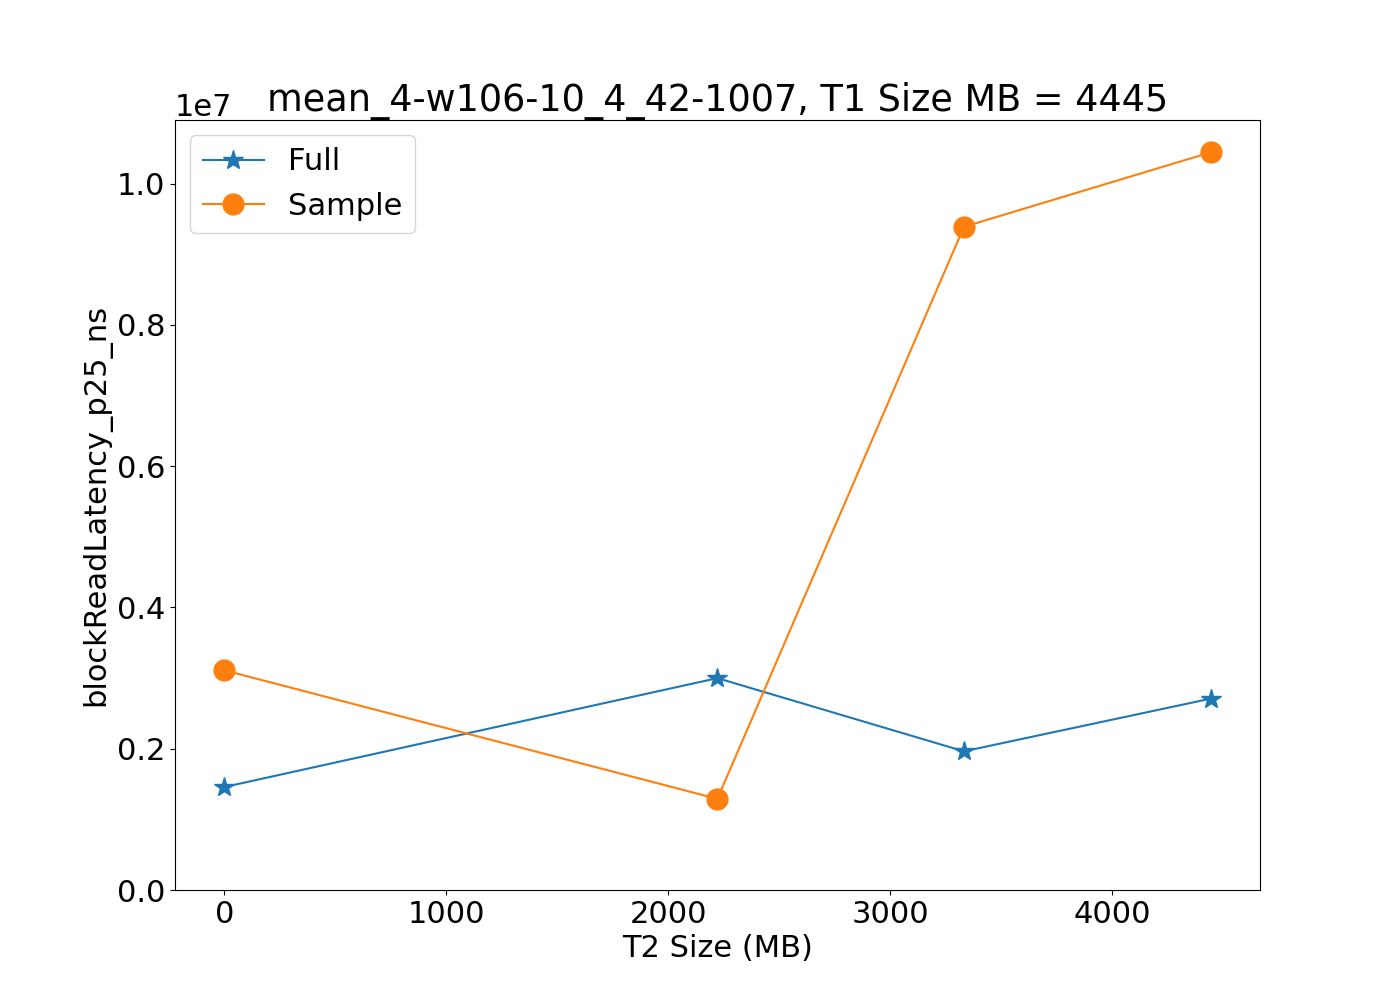 1e7
mean_4-w106-10_4_42-1007, T1 Size MB = 4445
Full
Sample
1.0
0.8
0.6
0.4
0.2
0.0
blockReadLatency_p25_ns
0 1000 2000 3000 4000
T2 Size (MB)